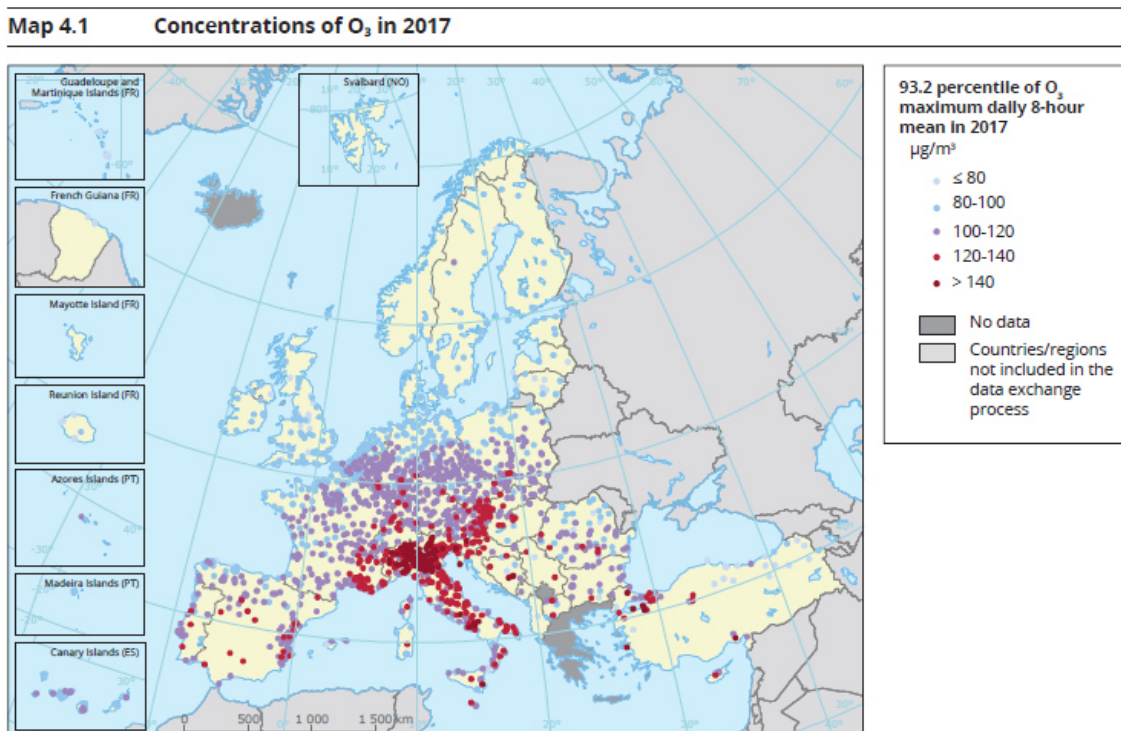 Map 4.1 Concentrations of O₃ in 2017
Guadeloupe and
Martinique Islands (FR)
French Guiana (FR)
Mayotte Island (FR)
Reunion Island (FR)
Azores Islands (PT)
Madeira Islands (PT)
Canary Islands (ES)
Svalbard (NO)
0 500 1 000 1 500 km
93.2 percentile of O₃
maximum daily 8-hour
mean in 2017
µg/m³
≤ 80
80-100
100-120
120-140
> 140
No data
Countries/regions
not included in the
data exchange
process